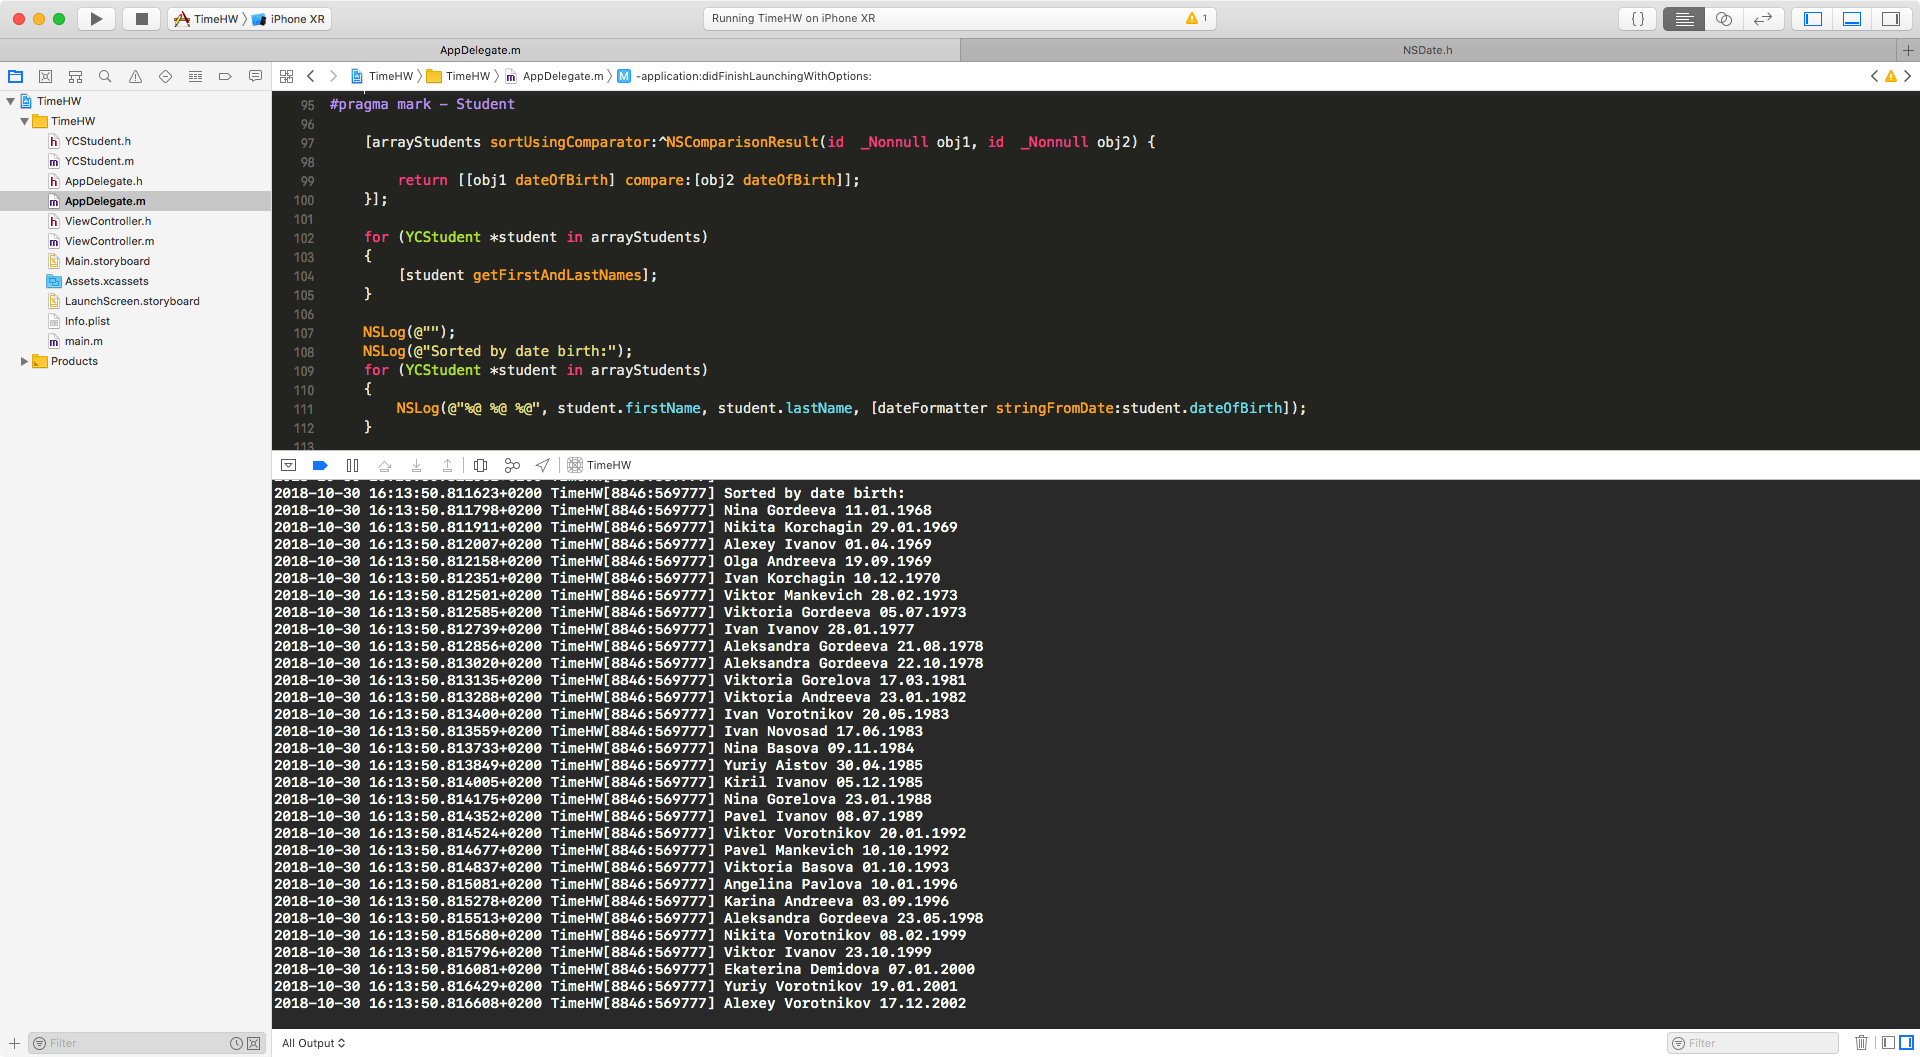 TimeHW iPhone XR
Running TimeHW on iPhone XR 1
AppDelegate.m NSDate.h
TimeHW TimeHW AppDelegate.m M -application:didFinishLaunchingWithOptions:
TimeHW
TimeHW
h YCStudent.h
m YCStudent.m
h AppDelegate.h
m AppDelegate.m
h ViewController.h
m ViewController.m
Main.storyboard
Assets.xcassets
LaunchScreen.storyboard
Info.plist
m main.m
Products
95 #pragma mark - Student
96
97 [arrayStudents sortUsingComparator:^NSComparisonResult(id _Nonnull obj1, id _Nonnull obj2) {
98
99 return [[obj1 dateOfBirth] compare:[obj2 dateOfBirth]];
100 }];
101
102 for (YCStudent *student in arrayStudents)
103 {
104 [student getFirstAndLastNames];
105 }
106
107 NSLog(@"");
108 NSLog(@"Sorted by date birth:");
109 for (YCStudent *student in arrayStudents)
110 {
111 NSLog(@"%@ %@ %@", student.firstName, student.lastName, [dateFormatter stringFromDate:student.dateOfBirth]);
112 }
113
TimeHW
2018-10-30 16:13:50.811623+0200 TimeHW[8846:569777] Sorted by date birth:
2018-10-30 16:13:50.811798+0200 TimeHW[8846:569777] Nina Gordeeva 11.01.1968
2018-10-30 16:13:50.811911+0200 TimeHW[8846:569777] Nikita Korchagin 29.01.1969
2018-10-30 16:13:50.812007+0200 TimeHW[8846:569777] Alexey Ivanov 01.04.1969
2018-10-30 16:13:50.812158+0200 TimeHW[8846:569777] Olga Andreeva 19.09.1969
2018-10-30 16:13:50.812351+0200 TimeHW[8846:569777] Ivan Korchagin 10.12.1970
2018-10-30 16:13:50.812501+0200 TimeHW[8846:569777] Viktor Mankevich 28.02.1973
2018-10-30 16:13:50.812585+0200 TimeHW[8846:569777] Viktoria Gordeeva 05.07.1973
2018-10-30 16:13:50.812739+0200 TimeHW[8846:569777] Ivan Ivanov 28.01.1977
2018-10-30 16:13:50.812856+0200 TimeHW[8846:569777] Aleksandra Gordeeva 21.08.1978
2018-10-30 16:13:50.813020+0200 TimeHW[8846:569777] Aleksandra Gordeeva 22.10.1978
2018-10-30 16:13:50.813135+0200 TimeHW[8846:569777] Viktoria Gorelova 17.03.1981
2018-10-30 16:13:50.813288+0200 TimeHW[8846:569777] Viktoria Andreeva 23.01.1982
2018-10-30 16:13:50.813400+0200 TimeHW[8846:569777] Ivan Vorotnikov 20.05.1983
2018-10-30 16:13:50.813559+0200 TimeHW[8846:569777] Ivan Novosad 17.06.1983
2018-10-30 16:13:50.813733+0200 TimeHW[8846:569777] Nina Basova 09.11.1984
2018-10-30 16:13:50.813849+0200 TimeHW[8846:569777] Yuriy Aistov 30.04.1985
2018-10-30 16:13:50.814005+0200 TimeHW[8846:569777] Kiril Ivanov 05.12.1985
2018-10-30 16:13:50.814175+0200 TimeHW[8846:569777] Nina Gorelova 23.01.1988
2018-10-30 16:13:50.814352+0200 TimeHW[8846:569777] Pavel Ivanov 08.07.1989
2018-10-30 16:13:50.814524+0200 TimeHW[8846:569777] Viktor Vorotnikov 20.01.1992
2018-10-30 16:13:50.814677+0200 TimeHW[8846:569777] Pavel Mankevich 10.10.1992
2018-10-30 16:13:50.814837+0200 TimeHW[8846:569777] Viktoria Basova 01.10.1993
2018-10-30 16:13:50.815081+0200 TimeHW[8846:569777] Angelina Pavlova 10.01.1996
2018-10-30 16:13:50.815278+0200 TimeHW[8846:569777] Karina Andreeva 03.09.1996
2018-10-30 16:13:50.815513+0200 TimeHW[8846:569777] Aleksandra Gordeeva 23.05.1998
2018-10-30 16:13:50.815680+0200 TimeHW[8846:569777] Nikita Vorotnikov 08.02.1999
2018-10-30 16:13:50.815796+0200 TimeHW[8846:569777] Viktor Ivanov 23.10.1999
2018-10-30 16:13:50.816081+0200 TimeHW[8846:569777] Ekaterina Demidova 07.01.2000
2018-10-30 16:13:50.816429+0200 TimeHW[8846:569777] Yuriy Vorotnikov 19.01.2001
2018-10-30 16:13:50.816608+0200 TimeHW[8846:569777] Alexey Vorotnikov 17.12.2002
Filter All Output Filter